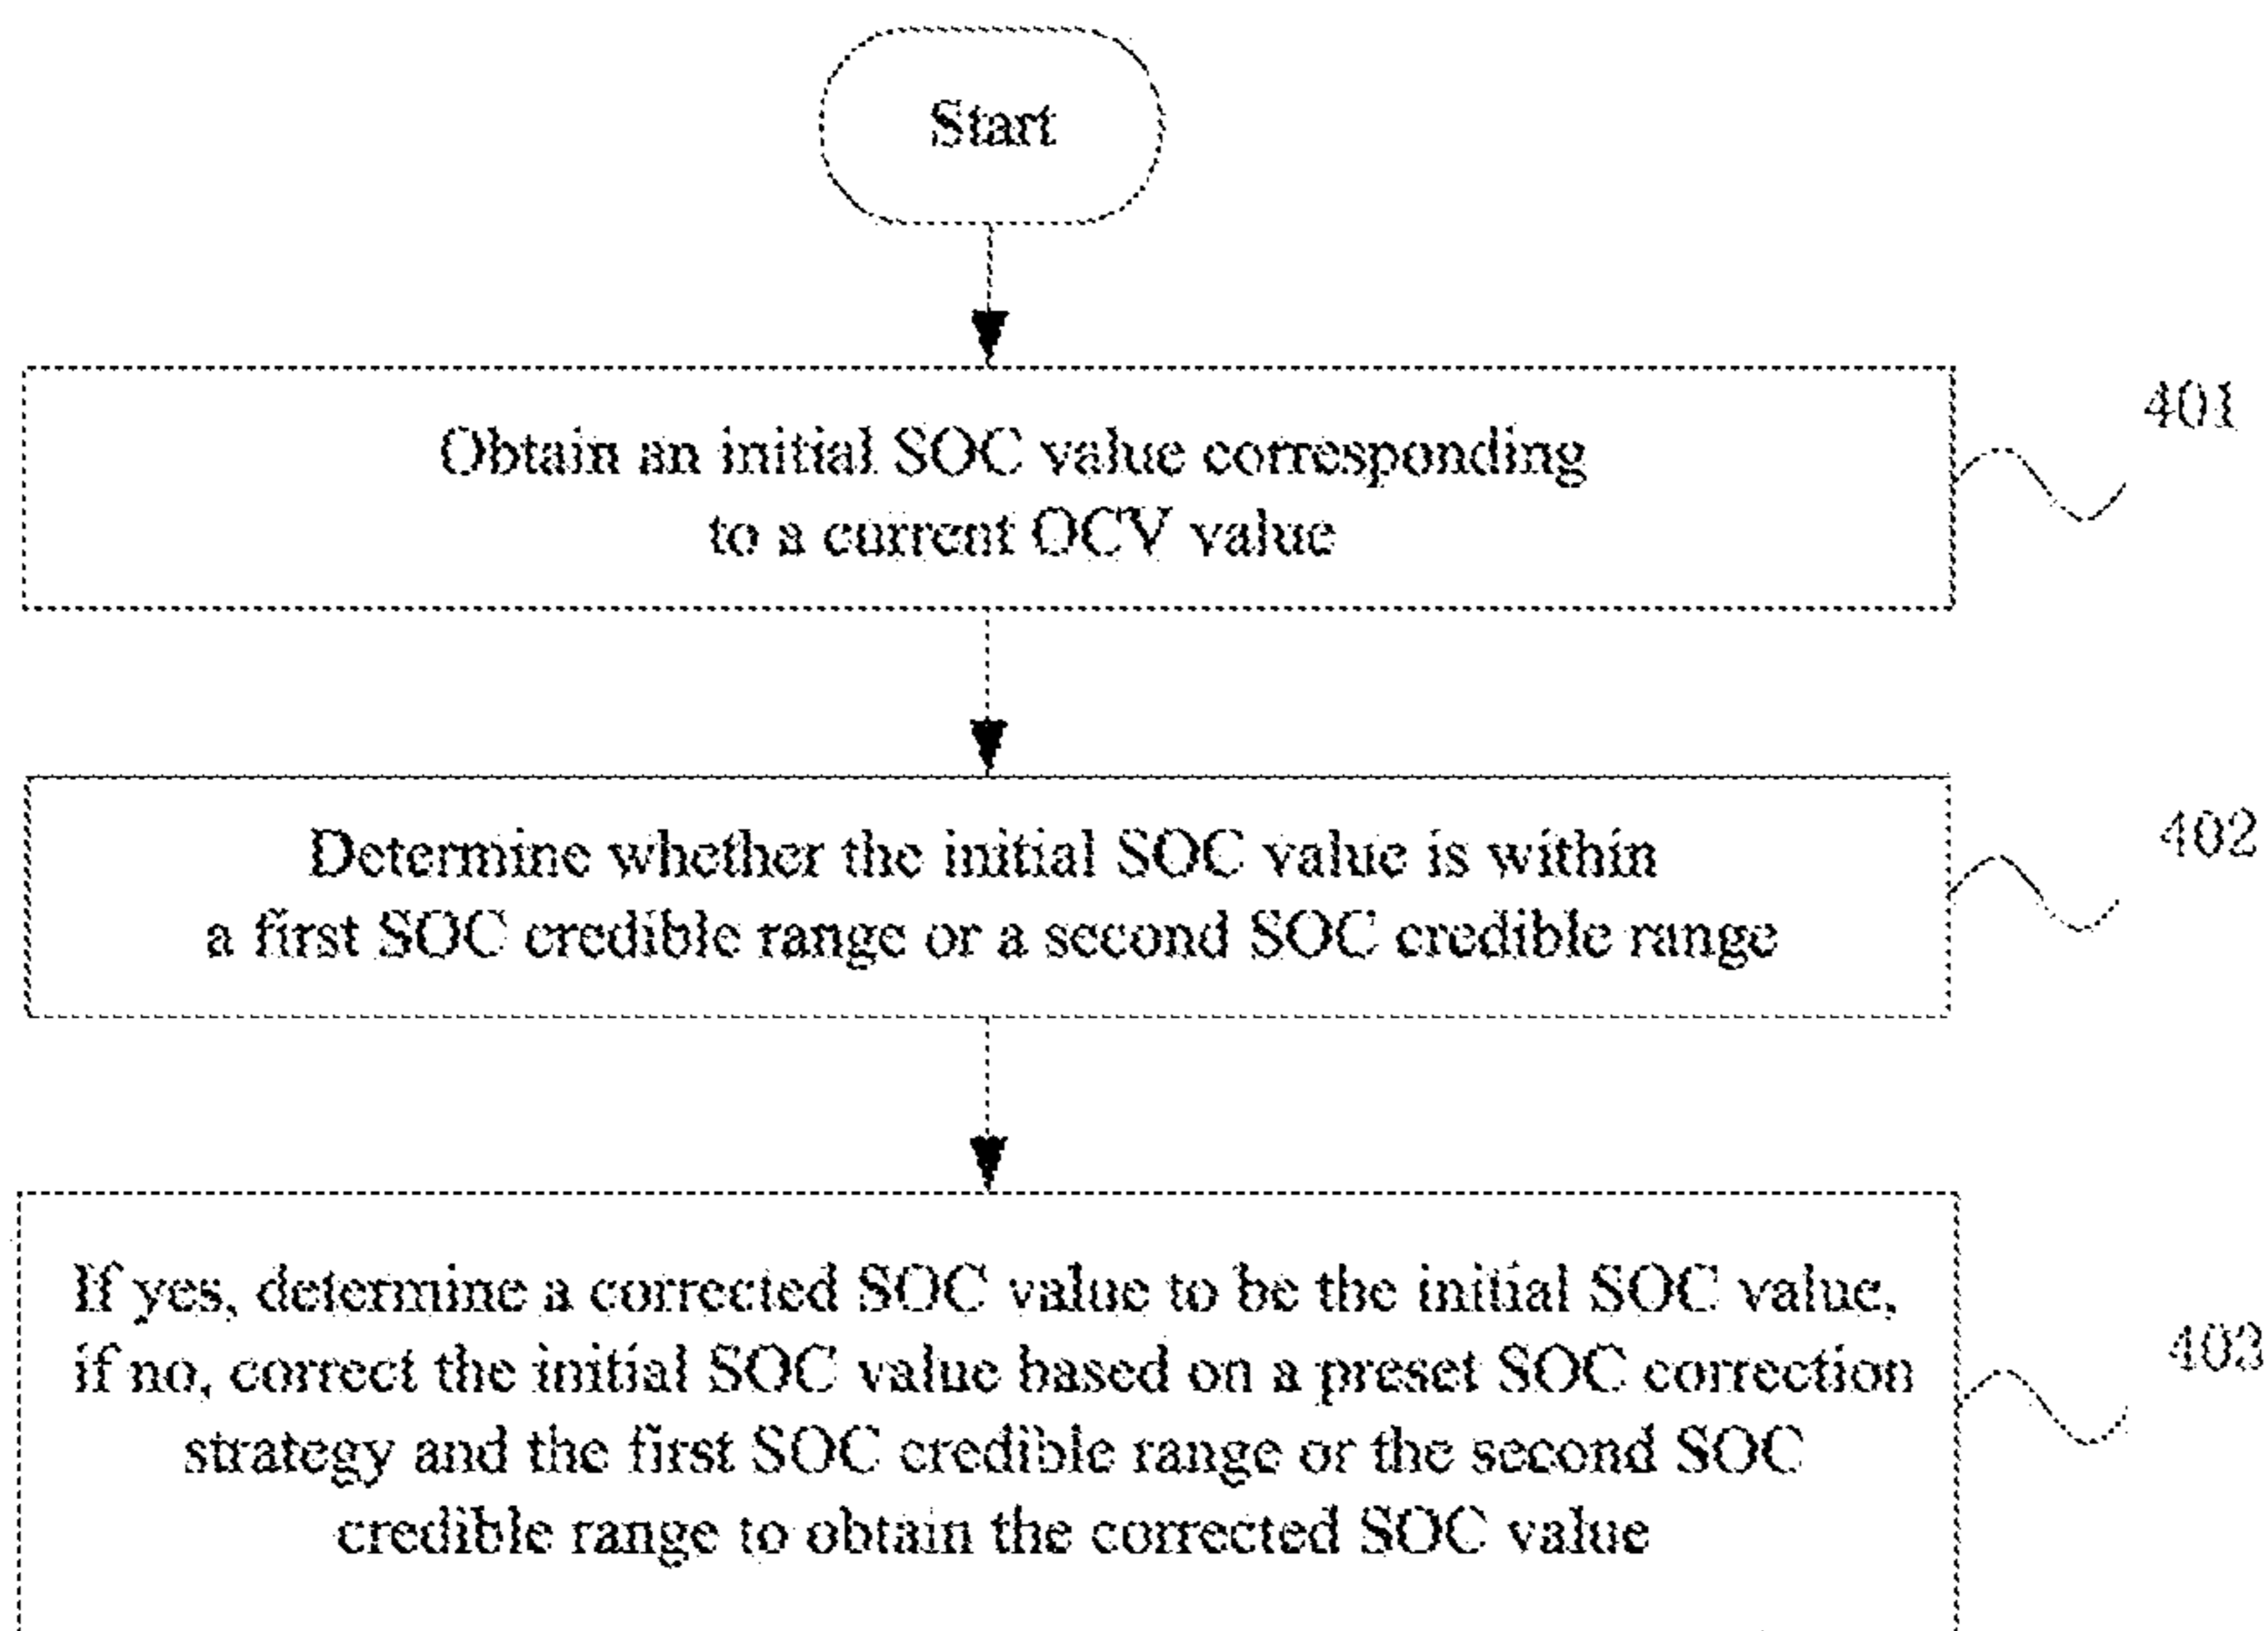 Start
Obtain an initial SOC value corresponding
to a current OCV value
401
Determine whether the initial SOC value is within
a first SOC credible range or a second SOC credible range
402
If yes, determine a corrected SOC value to be the initial SOC value,
if no, correct the initial SOC value based on a preset SOC correction
strategy and the first SOC credible range or the second SOC
credible range to obtain the corrected SOC value
403